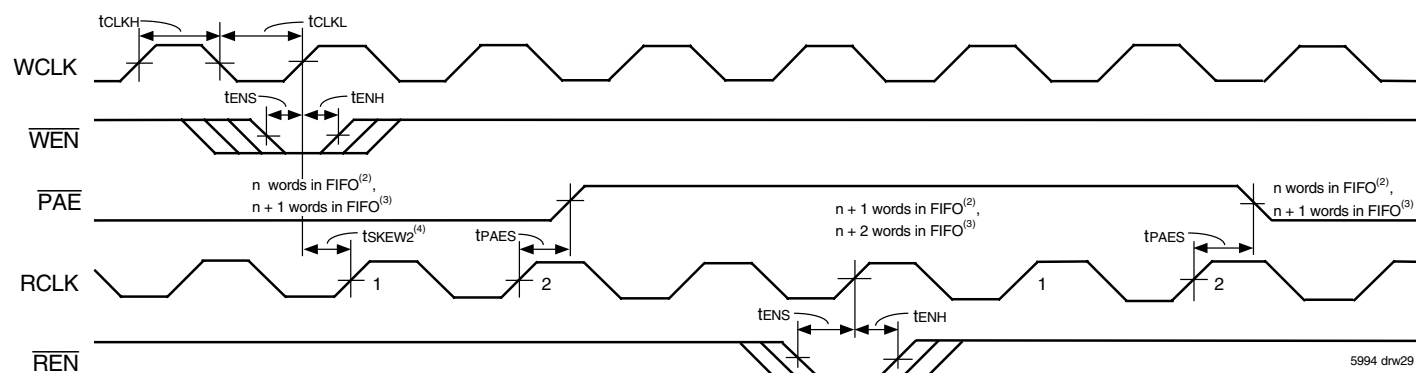 tCLKH
tCLKL
WCLK
tENS
tENH
WEN
n words in FIFO(2),
n + 1 words in FIFO(3)
PAE
n + 1 words in FIFO(2),
n + 2 words in FIFO(3)
n words in FIFO(2),
n + 1 words in FIFO(3)
tSKEW2(4)
tPAES
tPAES
RCLK
1
2
1
2
tENS
tENH
REN
5994 drw29